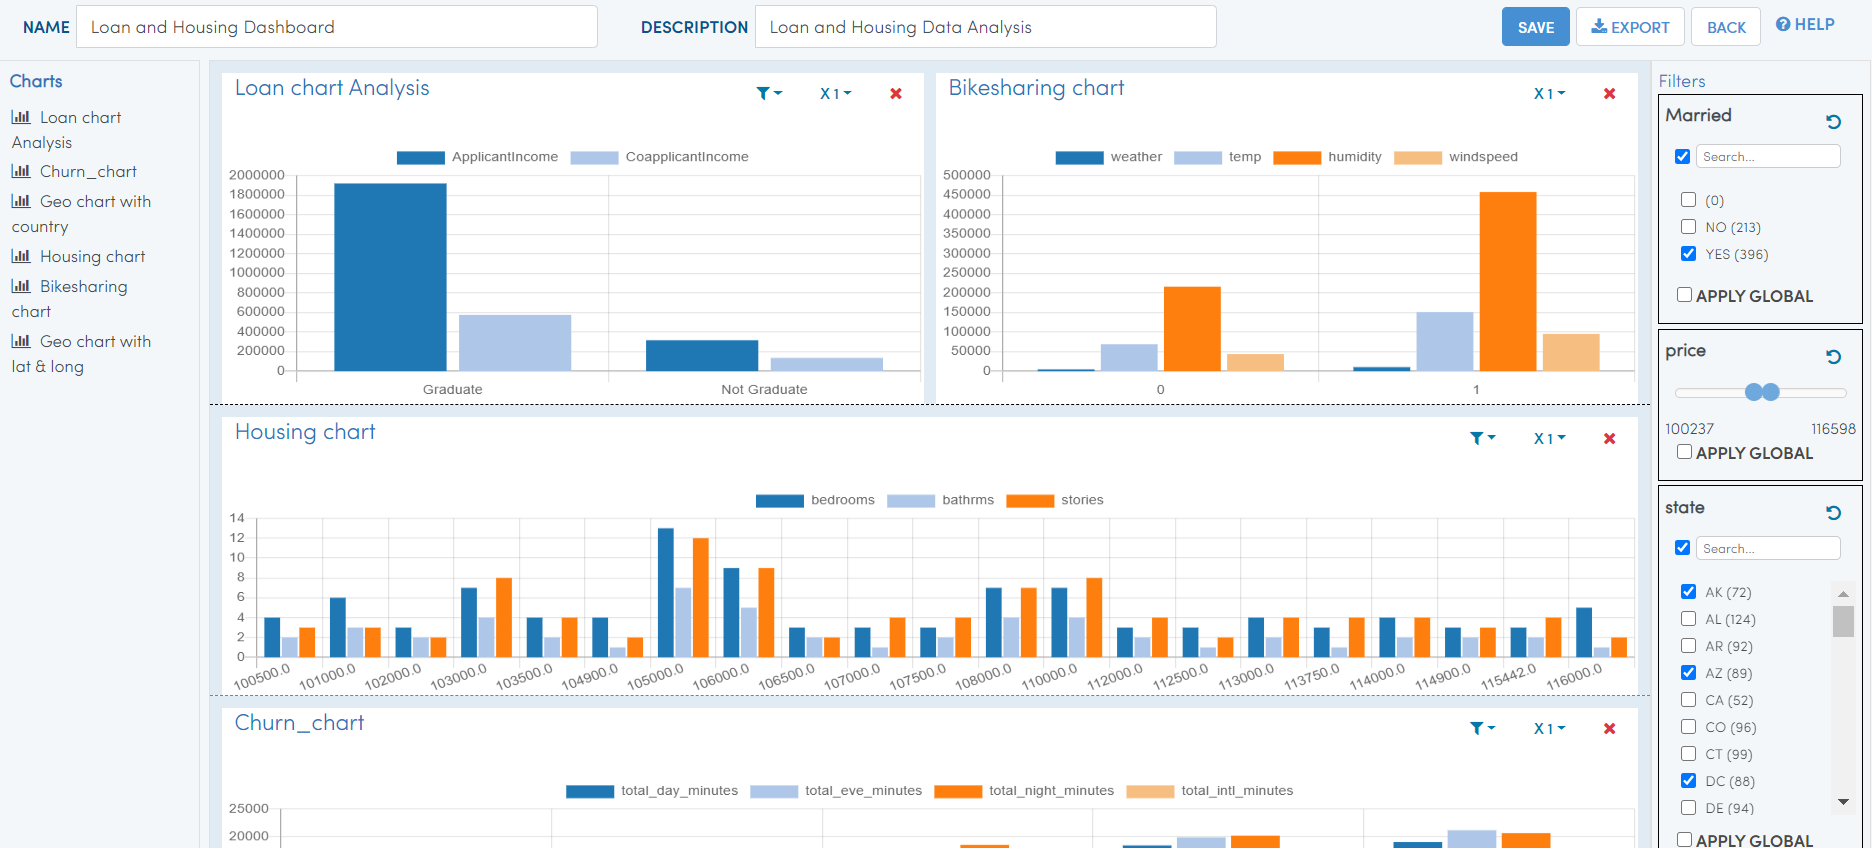 NAME Loan and Housing Dashboard DESCRIPTION Loan and Housing Data Analysis SAVE EXPORT BACK HELP
Charts
Loan chart
Analysis
Churn_chart
Geo chart with
country
Housing chart
Bikesharing
chart
Geo chart with
lat & long
Loan chart Analysis
X 1
ApplicantIncome CoapplicantIncome
2000000
1800000
1600000
1400000
1200000
1000000
800000
600000
400000
200000
0
Graduate Not Graduate
Bikesharing chart
X 1
weather temp humidity windspeed
500000
450000
400000
350000
300000
250000
200000
150000
100000
50000
0
0 1
Housing chart
X 1
bedrooms bathrms stories
14
12
10
8
6
4
2
0
100500.0 101000.0 102000.0 103000.0 103500.0 104900.0 105000.0 106000.0 106500.0 107000.0 107500.0 108000.0 110000.0 112000.0 112500.0 113000.0 113750.0 114000.0 114900.0 115442.0 116000.0
Churn_chart
X 1
total_day_minutes total_eve_minutes total_night_minutes total_intl_minutes
25000
20000
Filters
Married
Search...
(0)
NO (213)
YES (396)
APPLY GLOBAL
price
100237 116598
APPLY GLOBAL
state
Search...
AK (72)
AL (124)
AR (92)
AZ (89)
CA (52)
CO (96)
CT (99)
DC (88)
DE (94)
APPLY GLOBAL